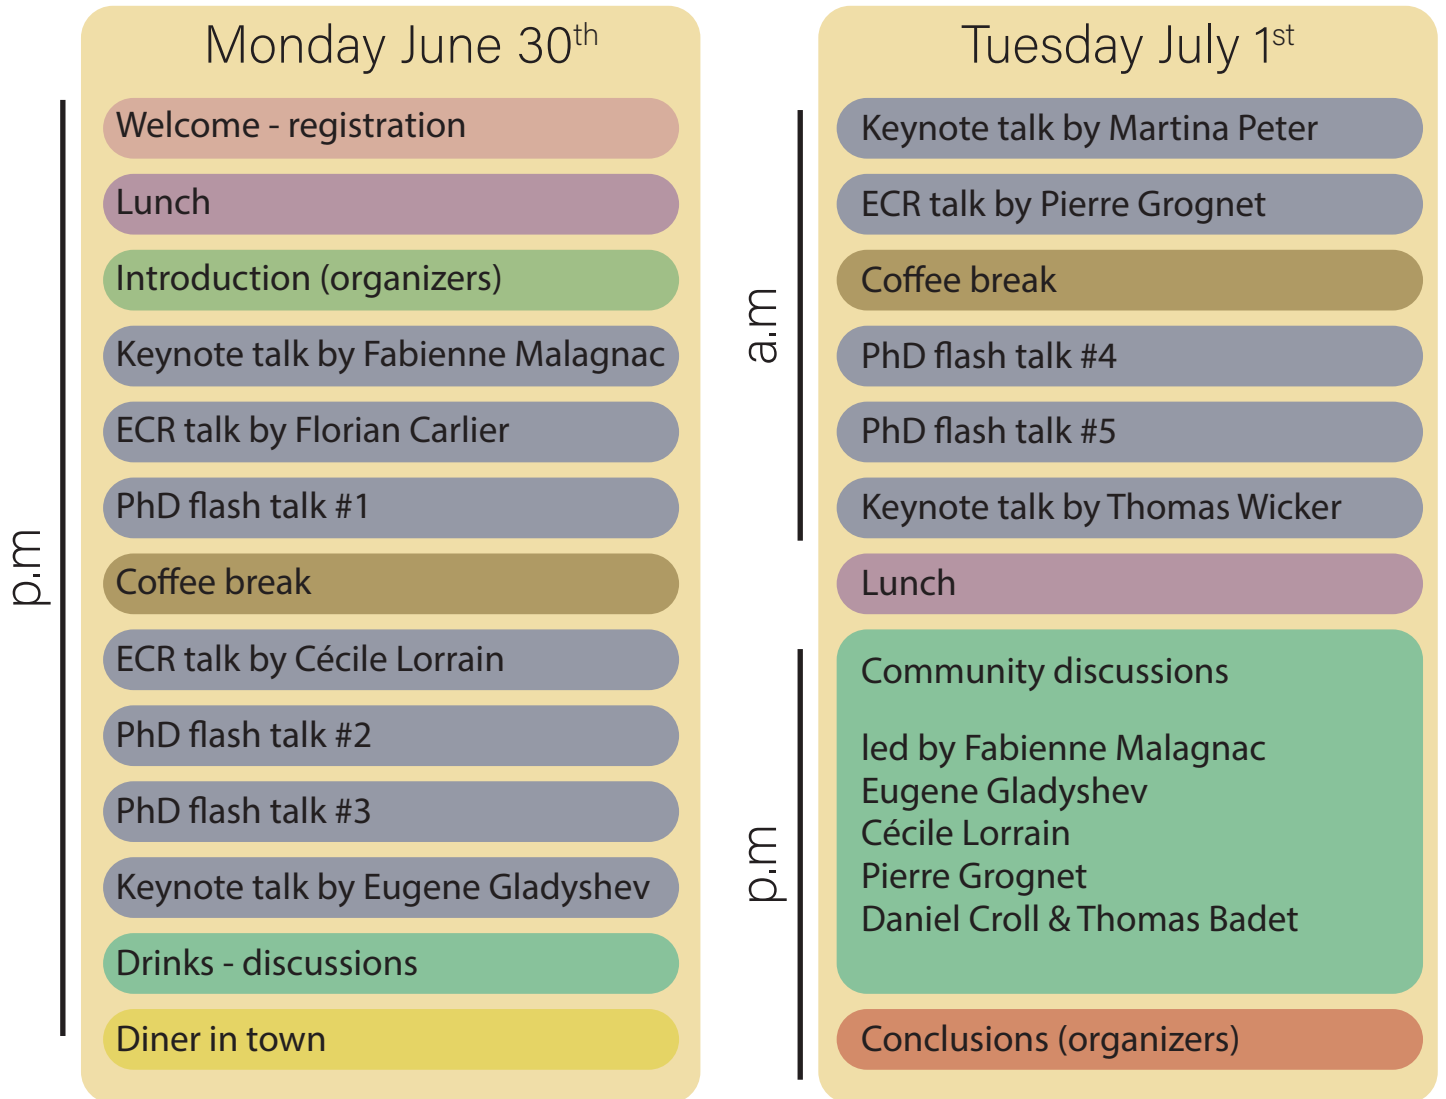 Monday June 30th
p.m
Welcome - registration
Lunch
Introduction (organizers)
Keynote talk by Fabienne Malagnac
ECR talk by Florian Carlier
PhD flash talk #1
Coffee break
ECR talk by Cécile Lorrain
PhD flash talk #2
PhD flash talk #3
Keynote talk by Eugene Gladyshev
Drinks - discussions
Diner in town
Tuesday July 1st
a.m
Keynote talk by Martina Peter
ECR talk by Pierre Grognet
Coffee break
PhD flash talk #4
PhD flash talk #5
Keynote talk by Thomas Wicker
Lunch
p.m
Community discussions
led by Fabienne Malagnac
Eugene Gladyshev
Cécile Lorrain
Pierre Grognet
Daniel Croll & Thomas Badet
Conclusions (organizers)